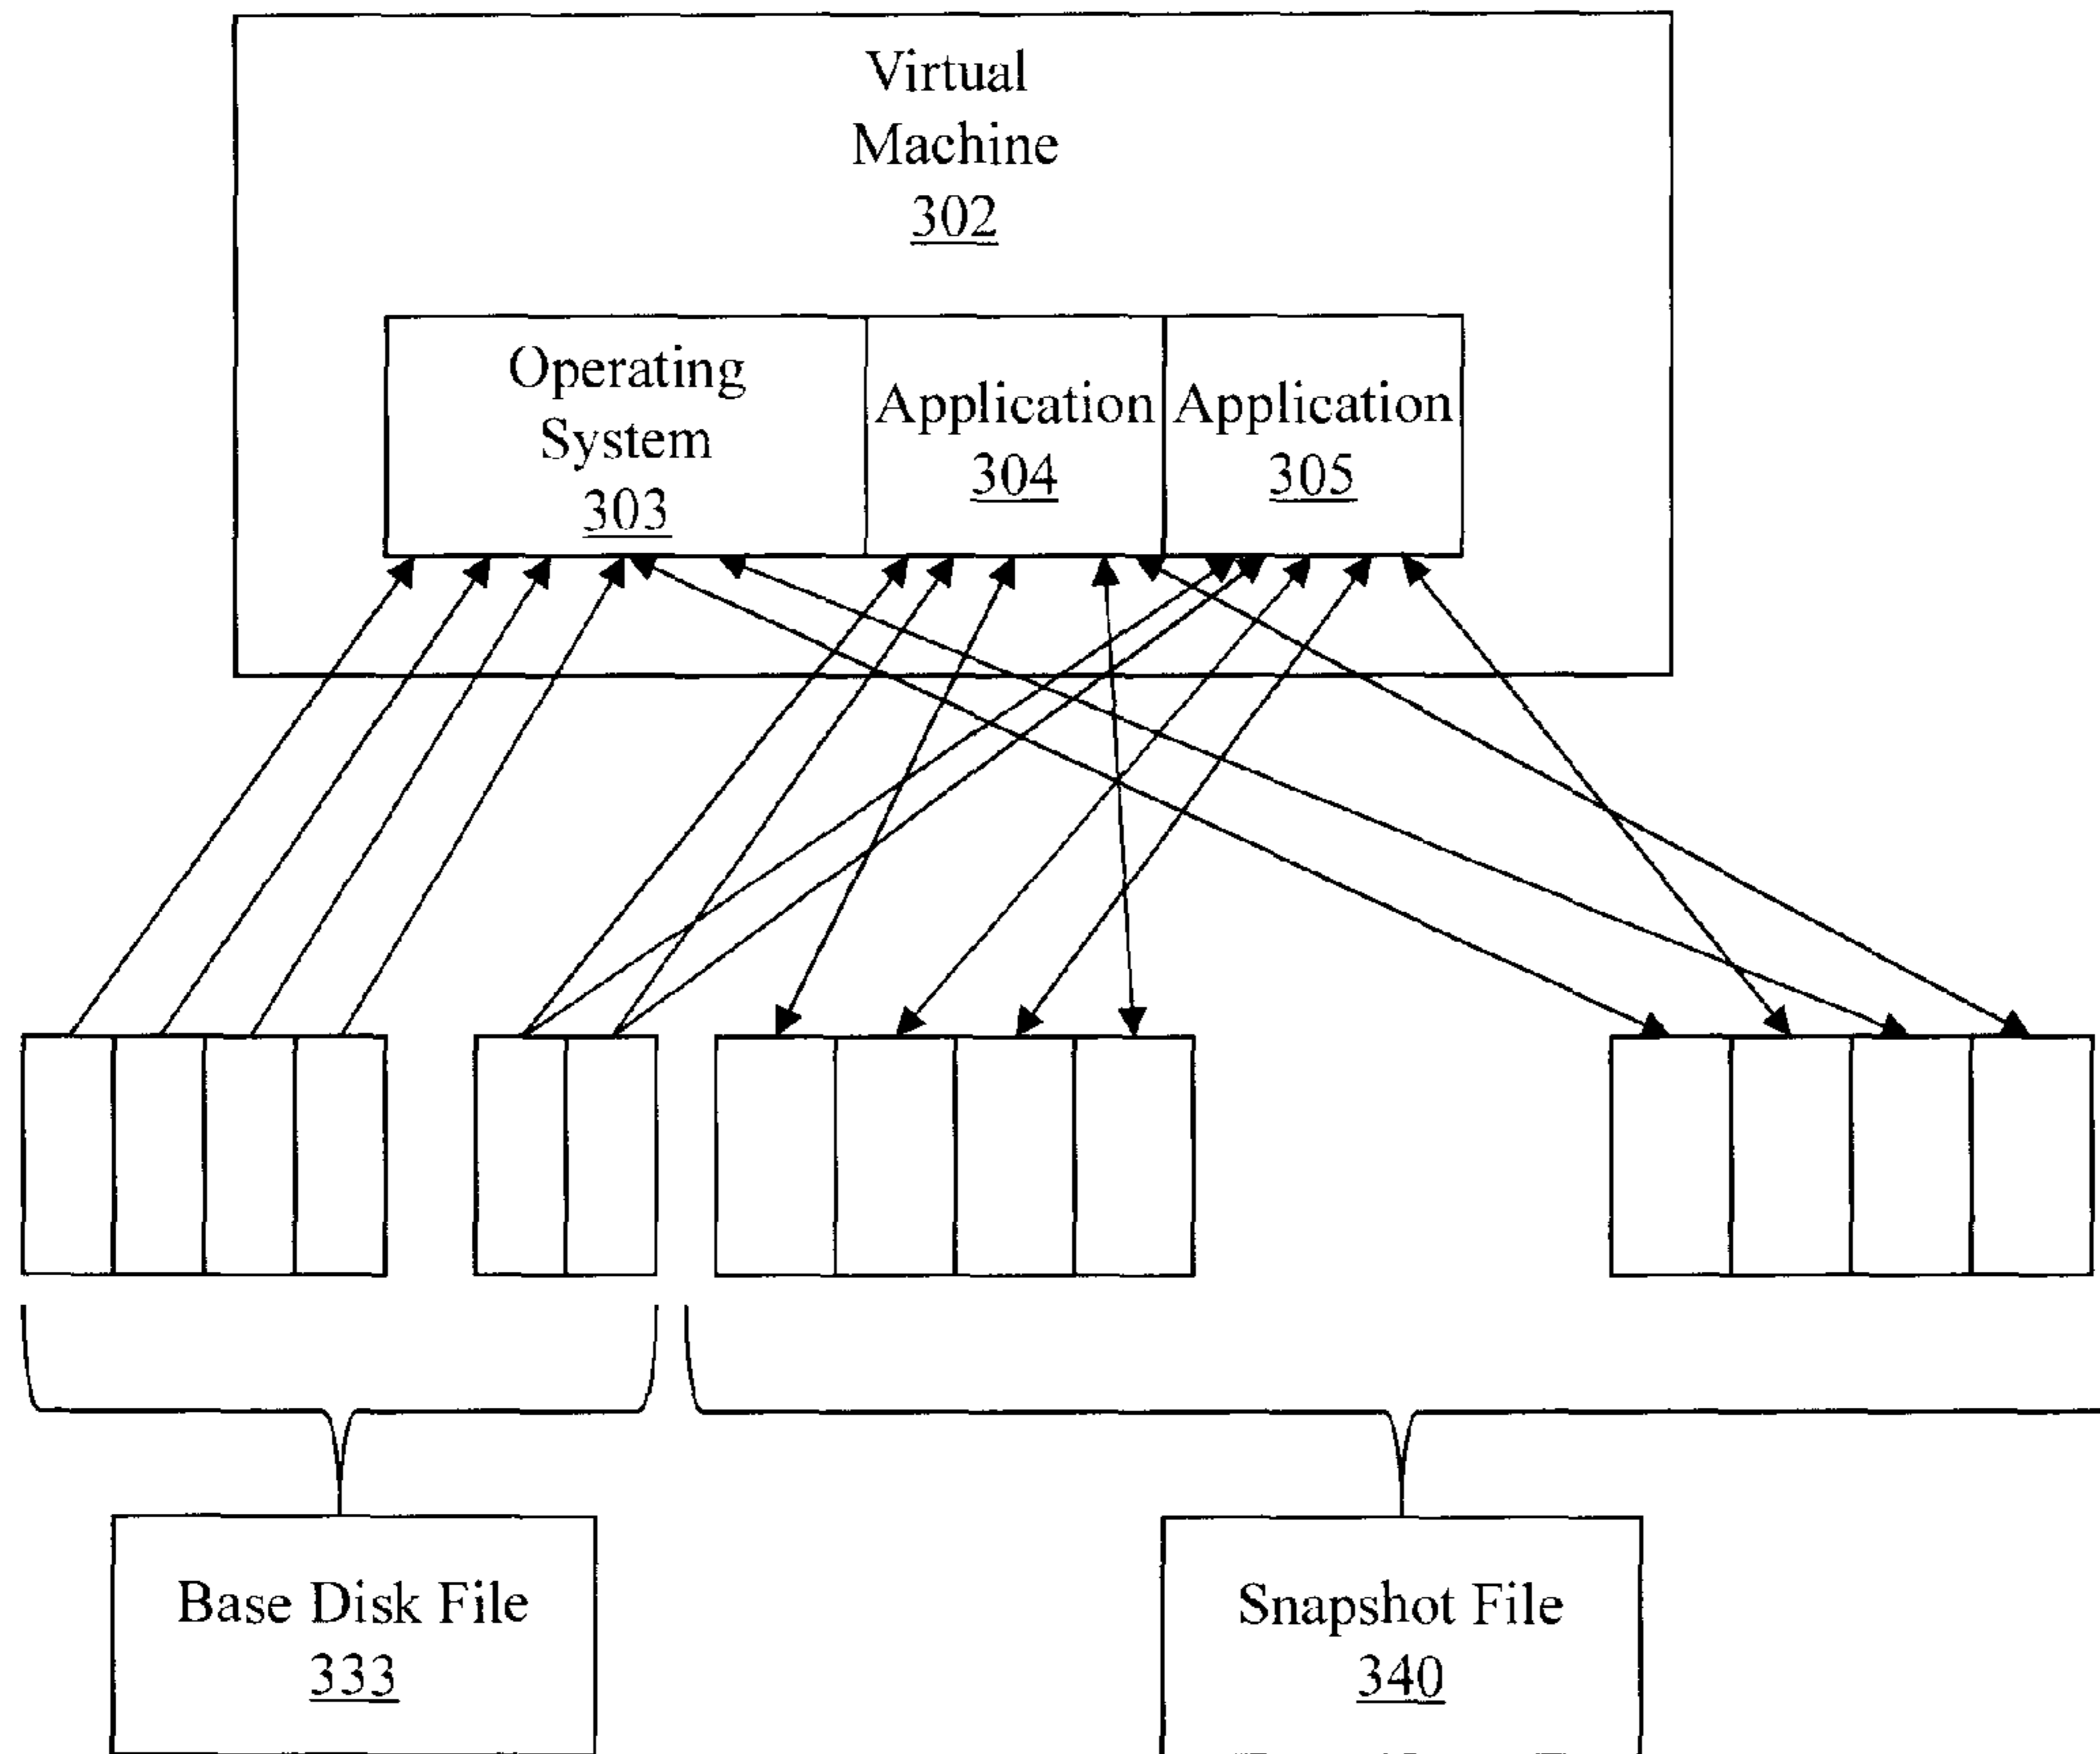 Virtual
Machine
302
Operating
System
303
Application
304
Application
305
Base Disk File
333
Snapshot File
340